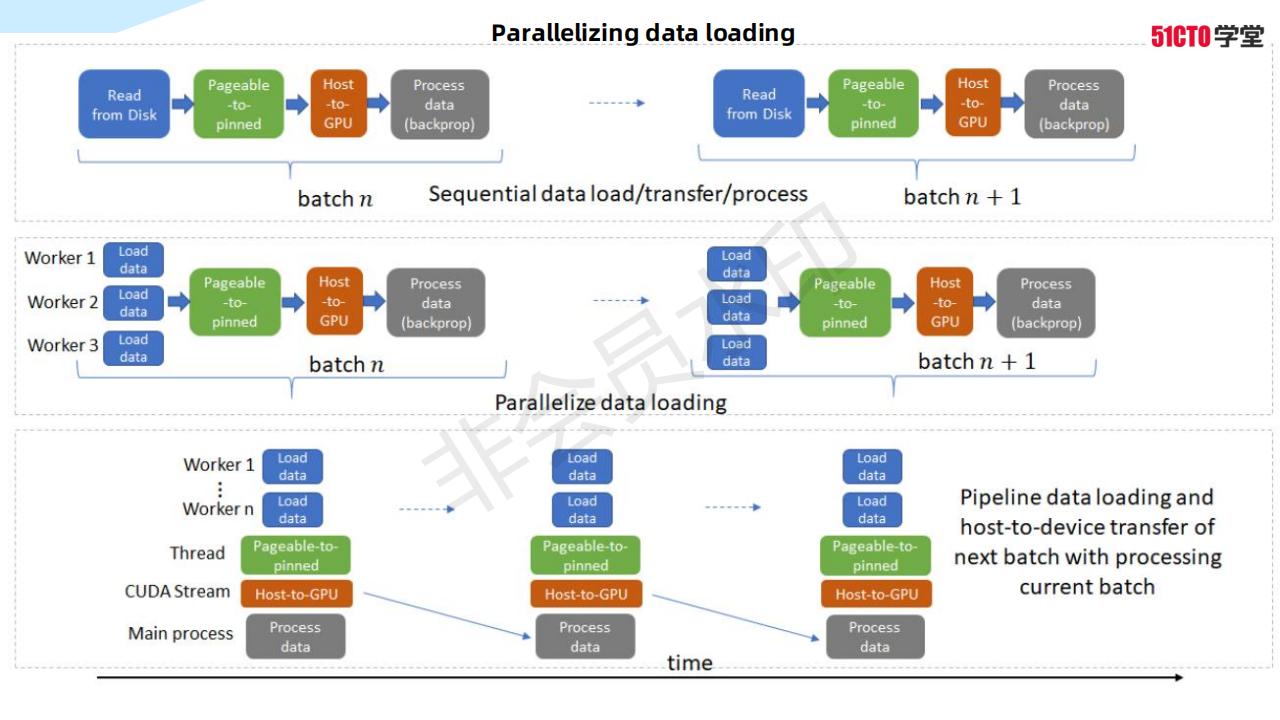 Parallelizing data loading
51CTO学堂
Read
from Disk
Pageable
-to-
pinned
Host
-to-
GPU
Process
data
(backprop)
Read
from Disk
Pageable
-to-
pinned
Host
-to-
GPU
Process
data
(backprop)
batch n
Sequential data load/transfer/process
batch n + 1
Worker 1
Load
data
Worker 2
Load
data
Worker 3
Load
data
Pageable
-to-
pinned
Host
-to-
GPU
Process
data
(backprop)
Load
data
Load
data
Load
data
Pageable
-to-
pinned
Host
-to-
GPU
Process
data
(backprop)
batch n
batch n + 1
Parallelize data loading
非会员水印
Worker 1
Load
data
Load
data
Load
data
⋮
Worker n
Load
data
Load
data
Load
data
Thread
Pageable-to-
pinned
Pageable-to-
pinned
Pageable-to-
pinned
CUDA Stream
Host-to-GPU
Host-to-GPU
Host-to-GPU
Main process
Process
data
Process
data
Process
data
Pipeline data loading and
host-to-device transfer of
next batch with processing
current batch
time